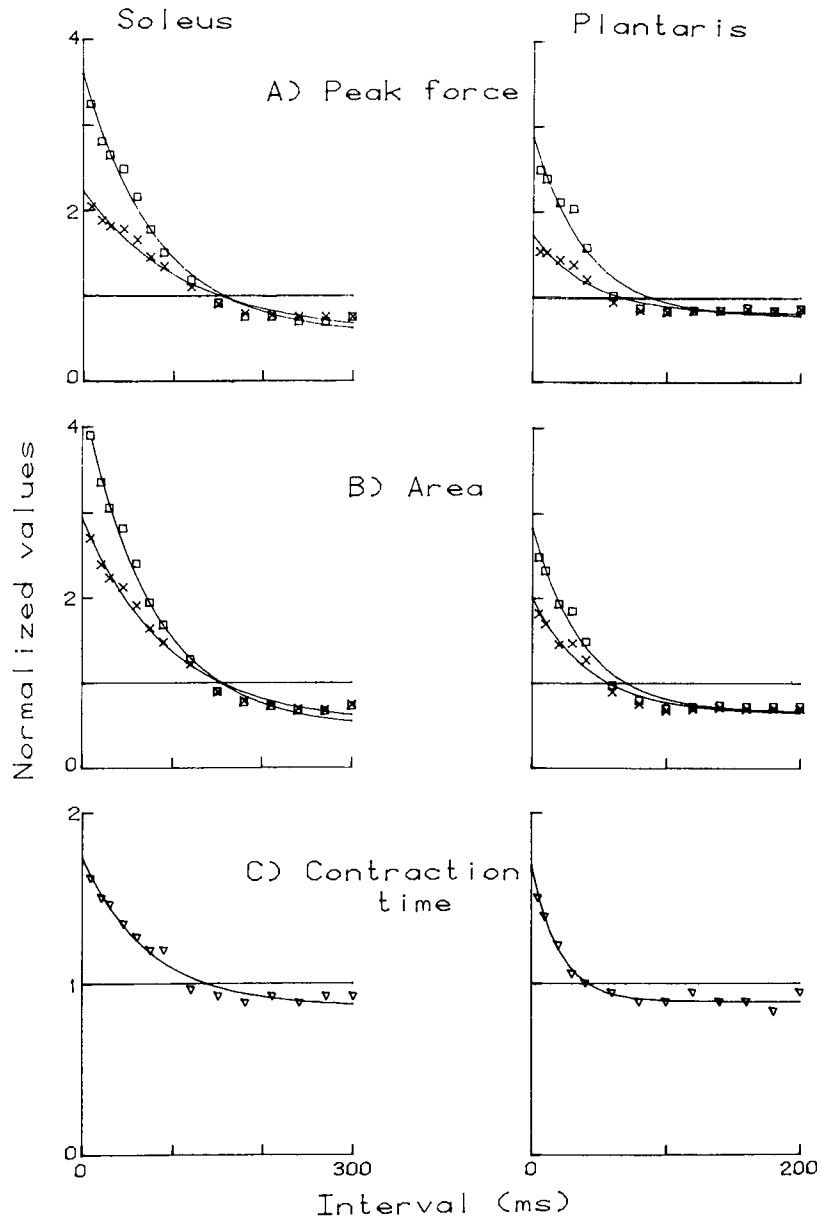 Soleus
Plantaris
A) Peak force
4
2
0
B) Area
4
2
0
C) Contraction
time
2
1
0
0
300
0
200
Normalized values
Interval (ms)